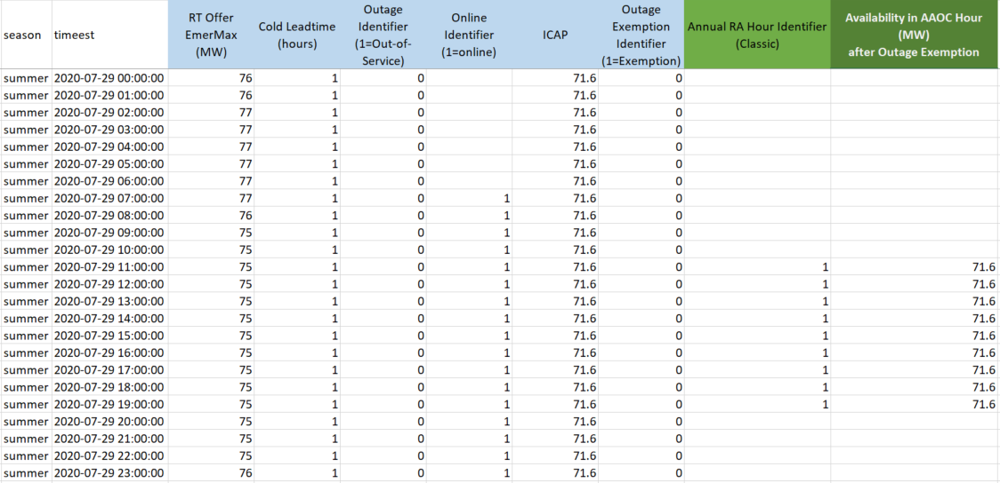 season timeest RT Offer EmerMax (MW) Cold Leadtime (hours) Outage Identifier (1=Out-of-Service) Online Identifier (1=online) ICAP Outage Exemption Identifier (1=Exemption) Annual RA Hour Identifier (Classic) Availability in AAOC Hour (MW) after Outage Exemption
summer 2020-07-29 00:00:00 76 1 0 71.6 0
summer 2020-07-29 01:00:00 76 1 0 71.6 0
summer 2020-07-29 02:00:00 77 1 0 71.6 0
summer 2020-07-29 03:00:00 77 1 0 71.6 0
summer 2020-07-29 04:00:00 77 1 0 71.6 0
summer 2020-07-29 05:00:00 77 1 0 71.6 0
summer 2020-07-29 06:00:00 77 1 0 71.6 0
summer 2020-07-29 07:00:00 77 1 0 1 71.6 0
summer 2020-07-29 08:00:00 76 1 0 1 71.6 0
summer 2020-07-29 09:00:00 75 1 0 1 71.6 0
summer 2020-07-29 10:00:00 75 1 0 1 71.6 0
summer 2020-07-29 11:00:00 75 1 0 1 71.6 0 1 71.6
summer 2020-07-29 12:00:00 75 1 0 1 71.6 0 1 71.6
summer 2020-07-29 13:00:00 75 1 0 1 71.6 0 1 71.6
summer 2020-07-29 14:00:00 75 1 0 1 71.6 0 1 71.6
summer 2020-07-29 15:00:00 75 1 0 1 71.6 0 1 71.6
summer 2020-07-29 16:00:00 75 1 0 1 71.6 0 1 71.6
summer 2020-07-29 17:00:00 75 1 0 1 71.6 0 1 71.6
summer 2020-07-29 18:00:00 75 1 0 1 71.6 0 1 71.6
summer 2020-07-29 19:00:00 75 1 0 1 71.6 0 1 71.6
summer 2020-07-29 20:00:00 75 1 0 1 71.6 0
summer 2020-07-29 21:00:00 75 1 0 1 71.6 0
summer 2020-07-29 22:00:00 75 1 0 1 71.6 0
summer 2020-07-29 23:00:00 76 1 0 1 71.6 0